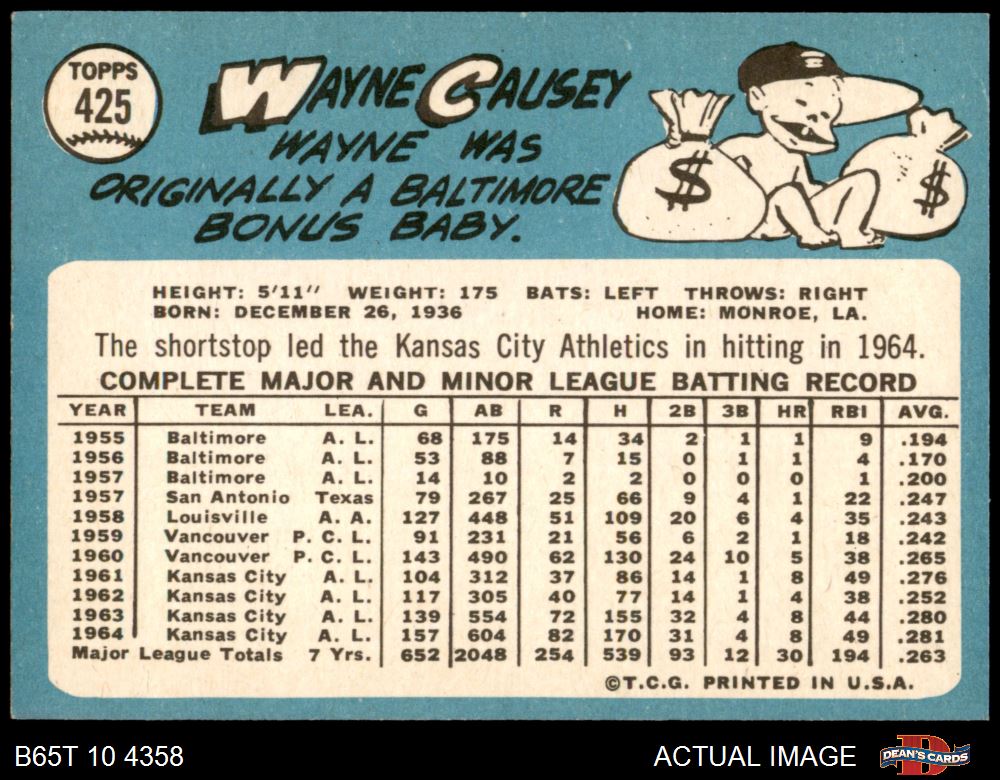 TOPPS
425
WAYNE CAUSEY
WAYNE WAS
ORIGINALLY A BALTIMORE
BONUS BABY.
$ $
HEIGHT: 5'11" WEIGHT: 175 BATS: LEFT THROWS: RIGHT
BORN: DECEMBER 26, 1936 HOME: MONROE, LA.
The shortstop led the Kansas City Athletics in hitting in 1964.
COMPLETE MAJOR AND MINOR LEAGUE BATTING RECORD
YEAR TEAM LEA. G AB R H 2B 3B HR RBI AVG.
1955 Baltimore A. L. 68 175 14 34 2 1 1 9 .194
1956 Baltimore A. L. 53 88 7 15 0 1 1 4 .170
1957 Baltimore A. L. 14 10 2 2 0 0 0 1 .200
1957 San Antonio Texas 79 267 25 66 9 4 1 22 .247
1958 Louisville A. A. 127 448 51 109 20 6 4 35 .243
1959 Vancouver P. C. L. 91 231 21 56 6 2 1 18 .242
1960 Vancouver P. C. L. 143 490 62 130 24 10 5 38 .265
1961 Kansas City A. L. 104 312 37 86 14 1 8 49 .276
1962 Kansas City A. L. 117 305 40 77 14 1 4 38 .252
1963 Kansas City A. L. 139 554 72 155 32 4 8 44 .280
1964 Kansas City A. L. 157 604 82 170 31 4 8 49 .281
Major League Totals 7 Yrs. 652 2048 254 539 93 12 30 194 .263
©T.C.G. PRINTED IN U.S.A.
B65T 10 4358 ACTUAL IMAGE DEAN'S CARDS